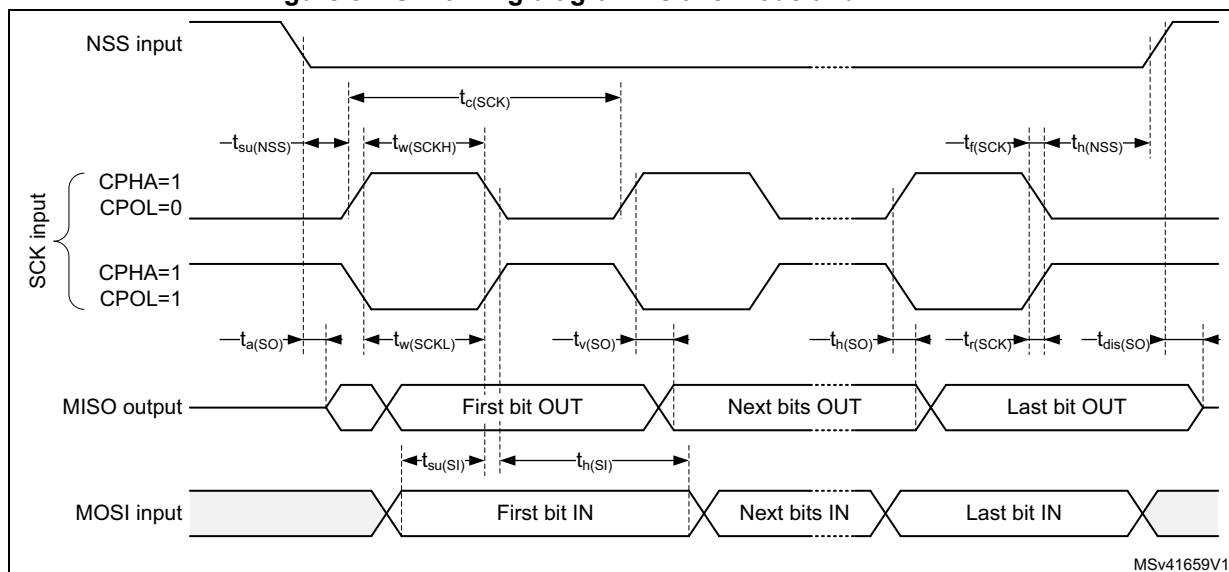 NSS input
tc(SCK)
tsu(NSS)
tw(SCKH)
tf(SCK)
th(NSS)
SCK input
CPHA=1
CPOL=0
CPHA=1
CPOL=1
ta(SO)
tw(SCKL)
tv(SO)
th(SO)
tr(SCK)
tdis(SO)
MISO output
First bit OUT
Next bits OUT
Last bit OUT
tsu(SI)
th(SI)
MOSI input
First bit IN
Next bits IN
Last bit IN
MSv41659V1